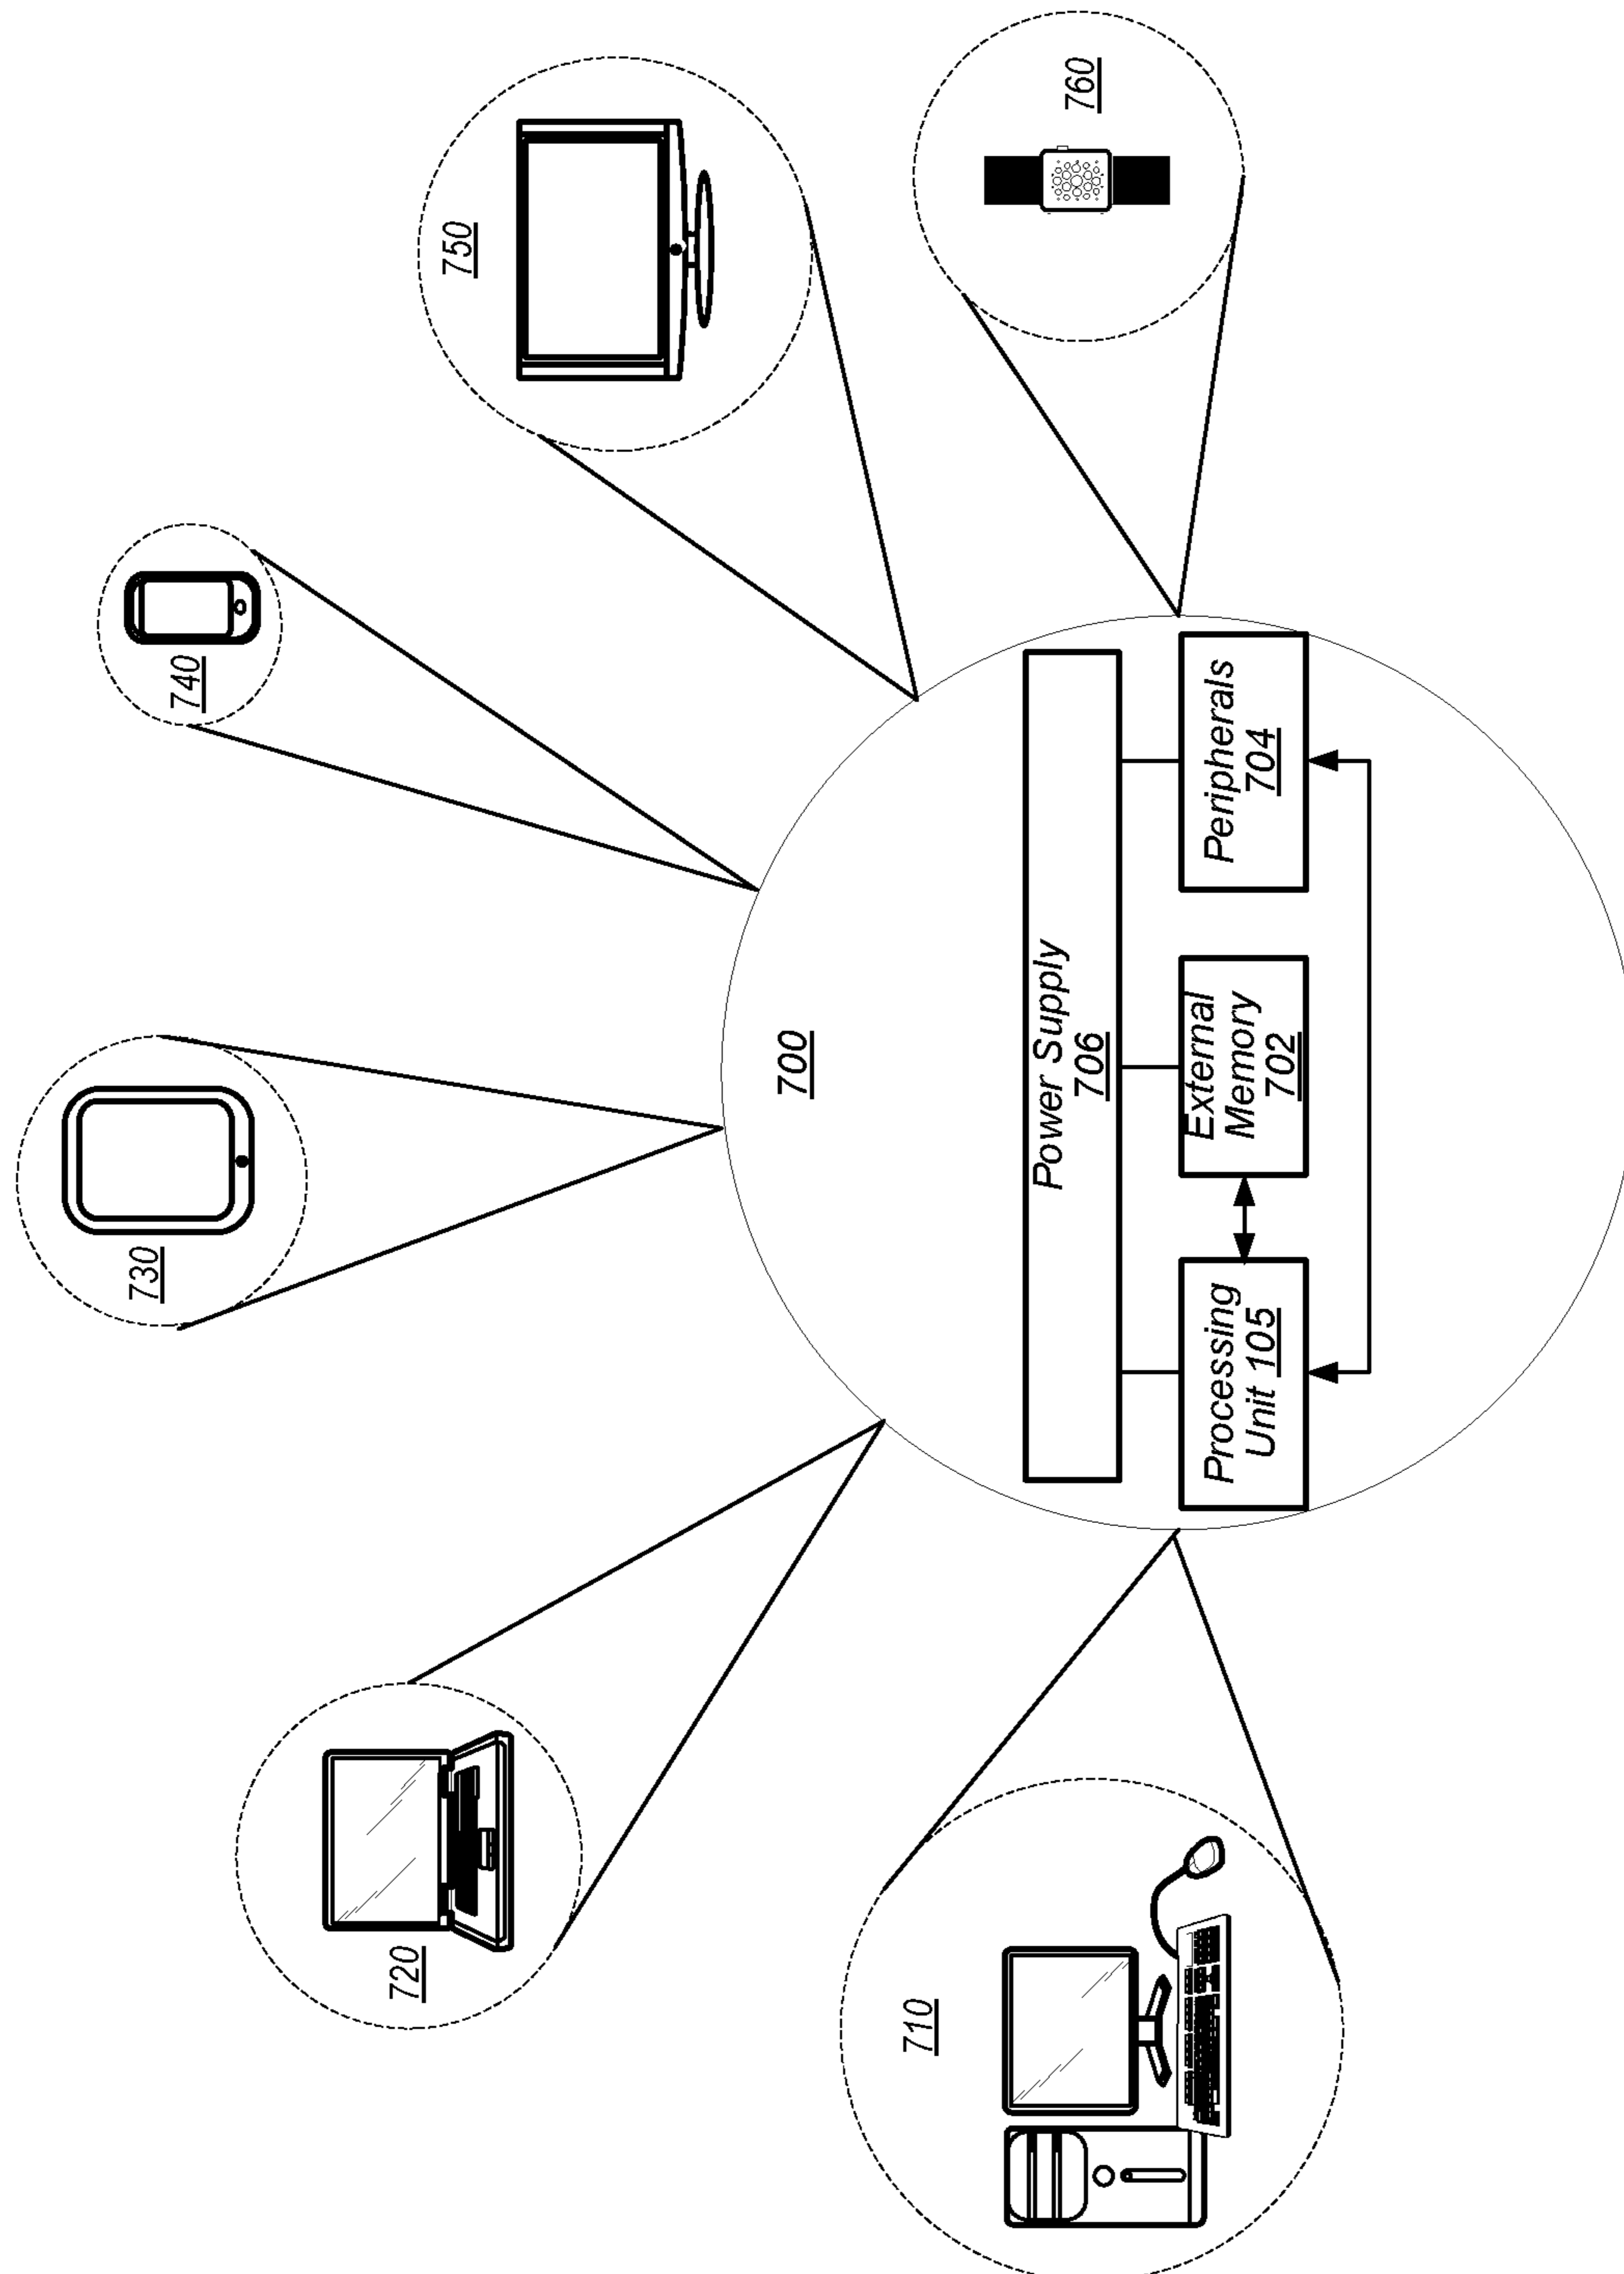 700
Power Supply
706
Processing
Unit 105
External
Memory
702
Peripherals
704
710
720
730
740
750
760